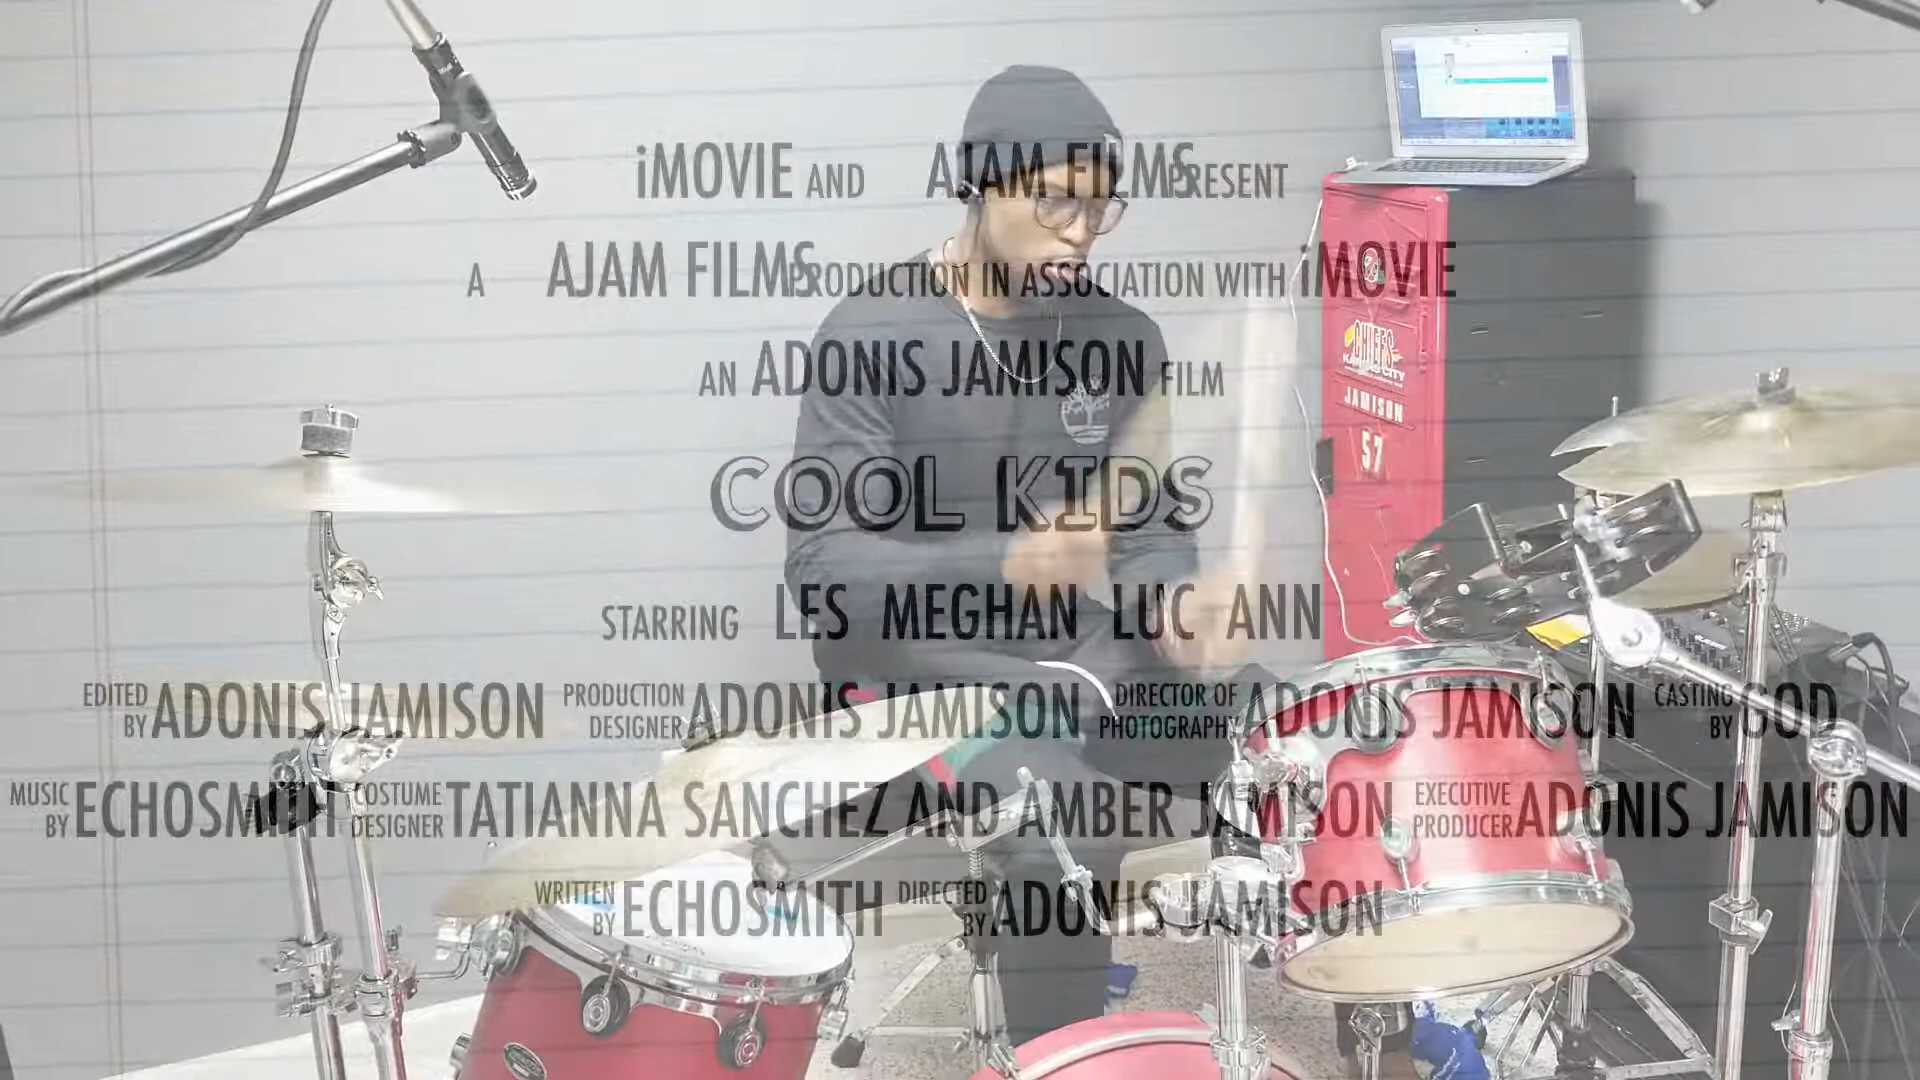 iMOVIE AND AJAM FILMS PRESENT
A AJAM FILMS PRODUCTION IN ASSOCIATION WITH iMOVIE
AN ADONIS JAMISON FILM
COOL KIDS
STARRING LES MEGHAN LUC ANN
EDITED BY ADONIS JAMISON PRODUCTION DESIGNER ADONIS JAMISON DIRECTOR OF PHOTOGRAPHY ADONIS JAMISON CASTING BY GOD
MUSIC BY ECHOSMITH COSTUME DESIGNER TATIANNA SANCHEZ AND AMBER JAMISON EXECUTIVE PRODUCER ADONIS JAMISON
WRITTEN BY ECHOSMITH DIRECTED BY ADONIS JAMISON
CHIEFS
KANSAS CITY
JAMISON
57